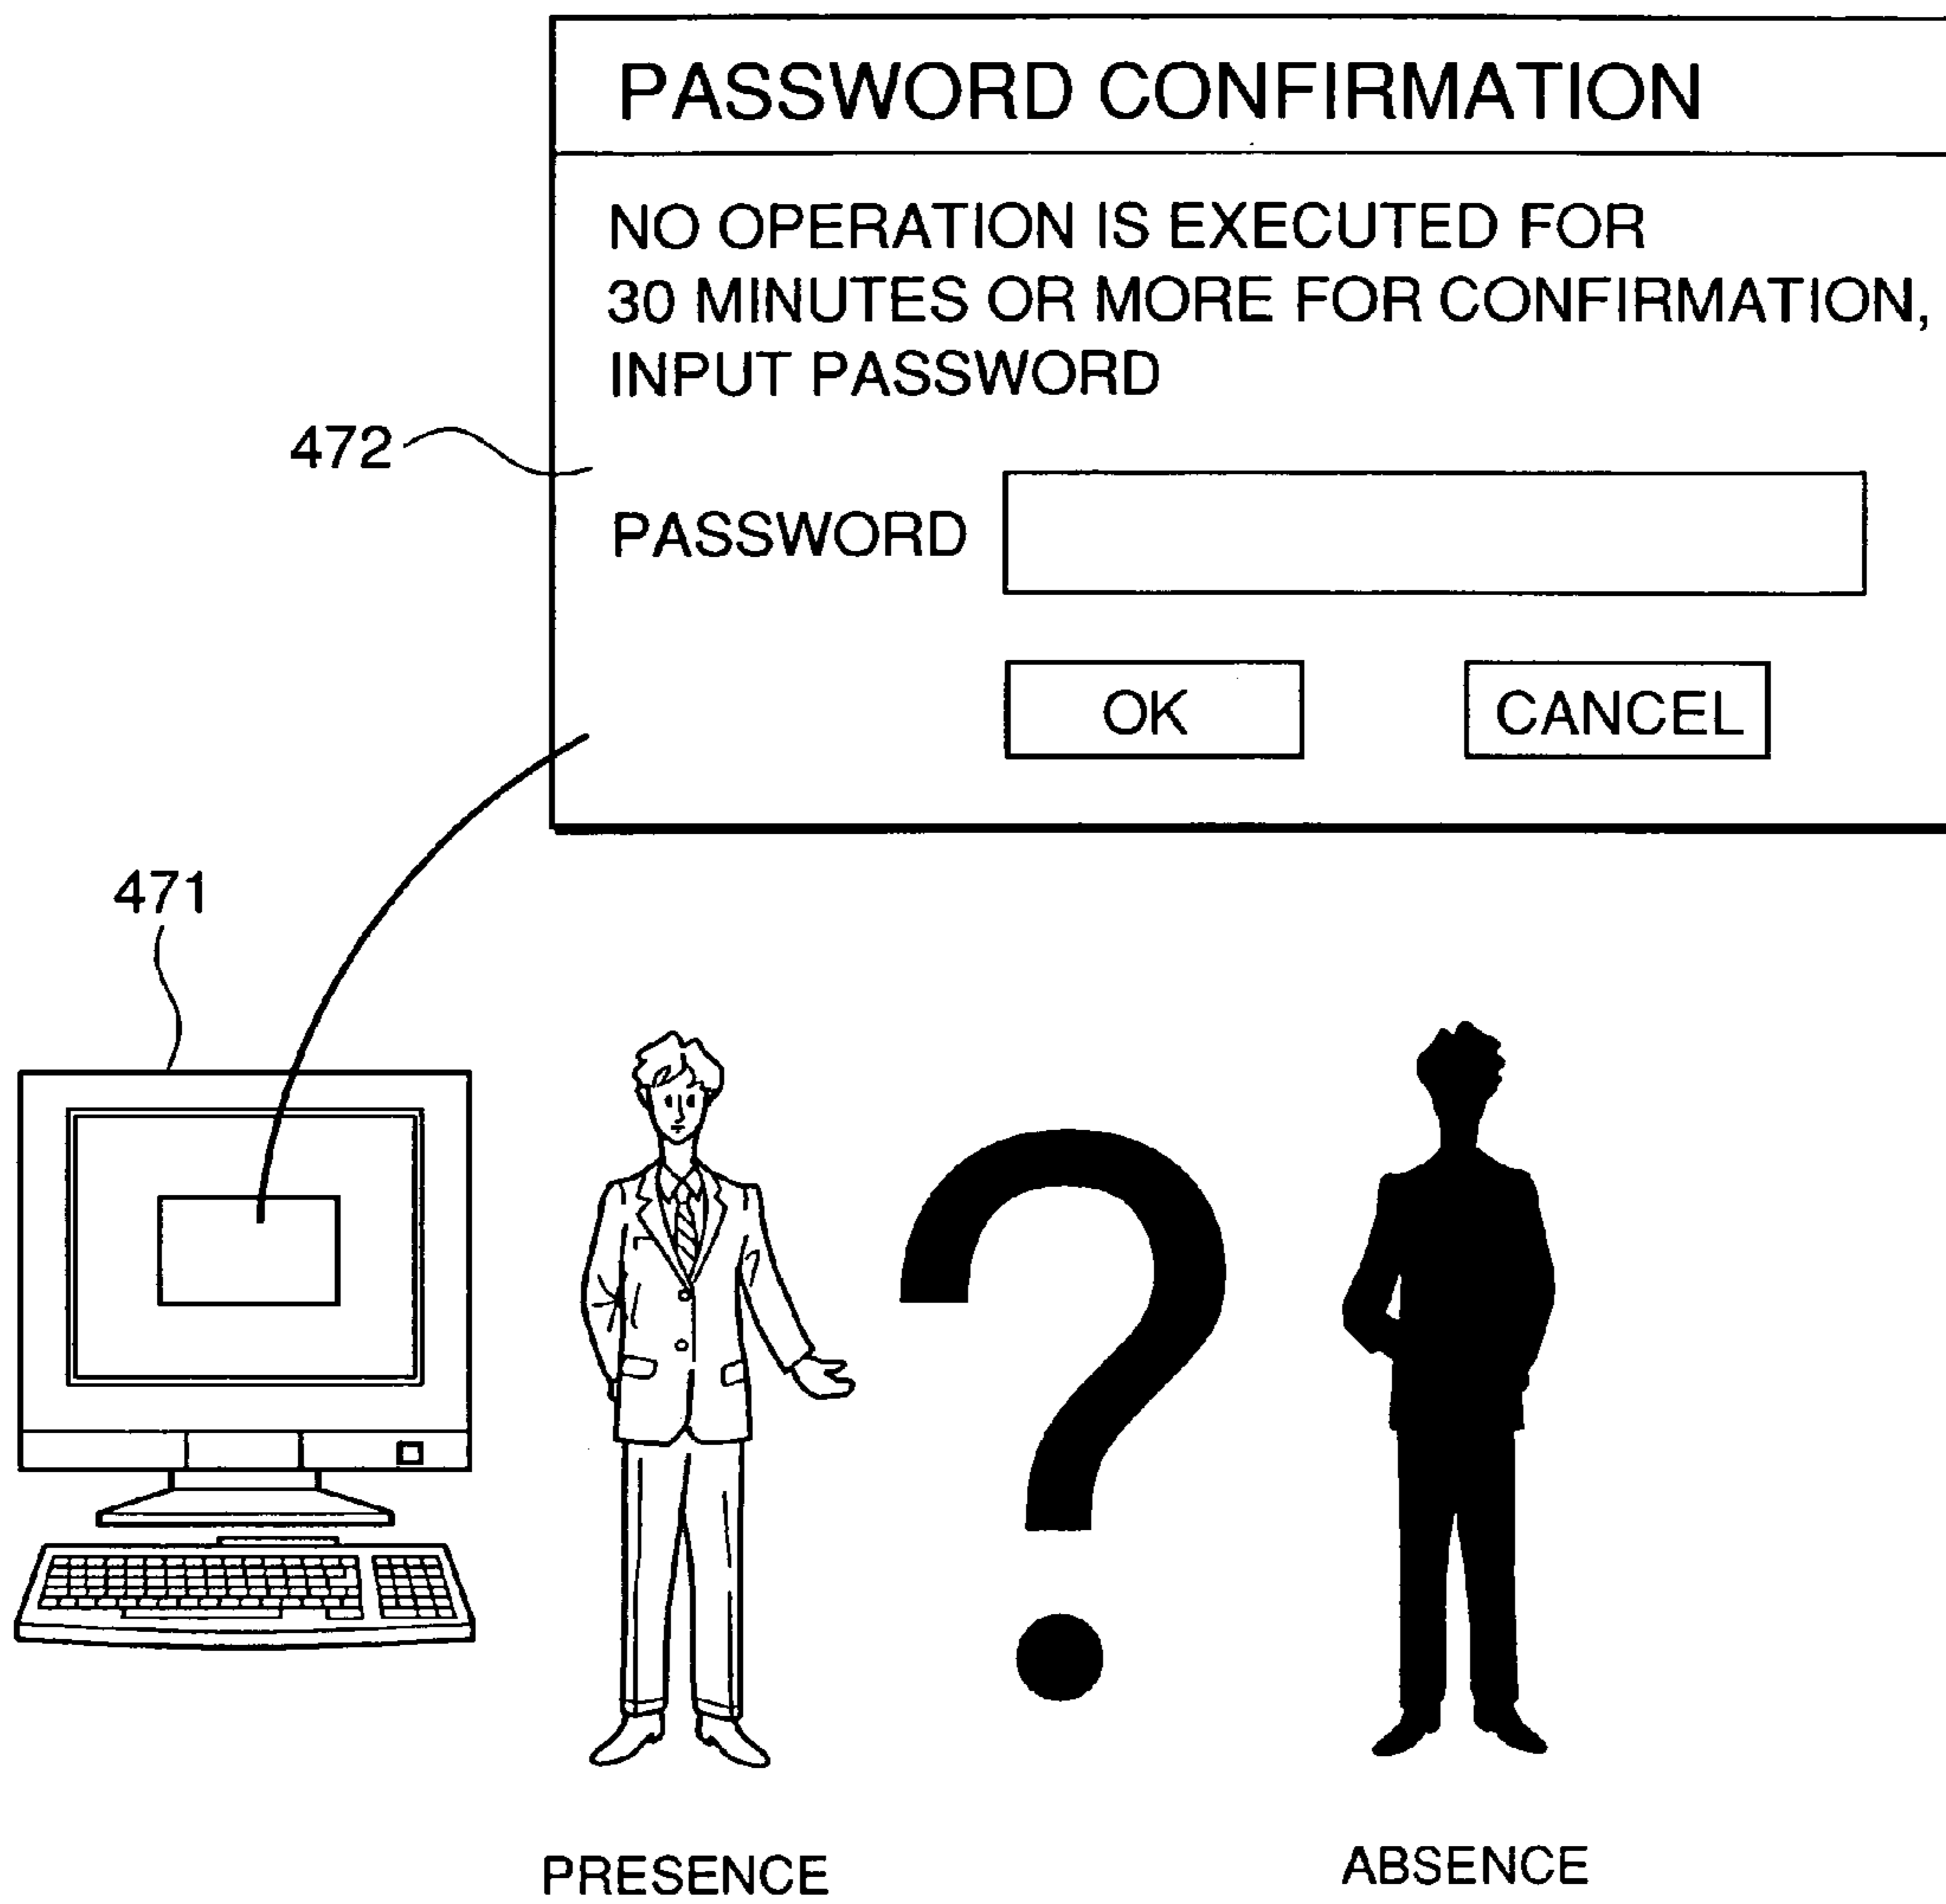 PASSWORD CONFIRMATION
NO OPERATION IS EXECUTED FOR
30 MINUTES OR MORE FOR CONFIRMATION,
INPUT PASSWORD
472
PASSWORD
OK CANCEL
471
PRESENCE ABSENCE